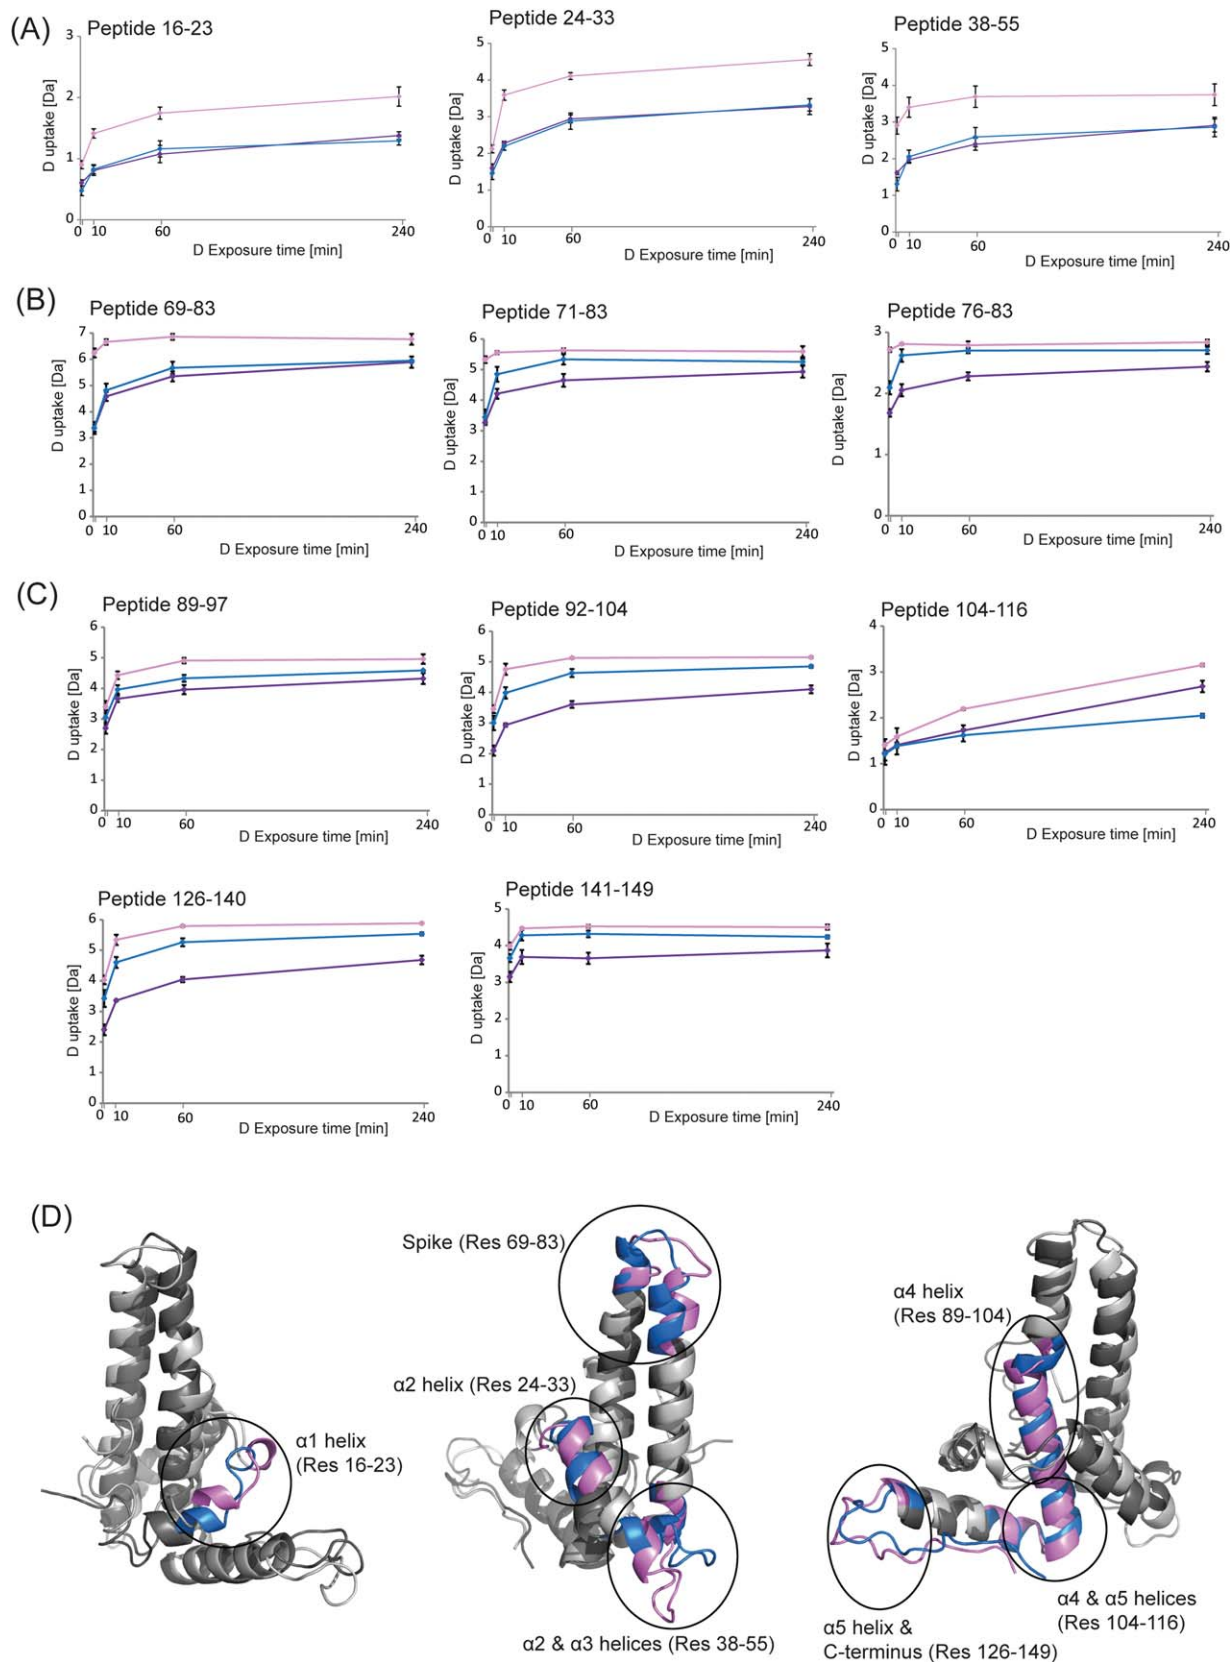 (A)
Peptide 16-23
3
2
1
0
D uptake [Da]
0
10
60
240
D Exposure time [min]
Peptide 24-33
5
4
3
2
1
0
D uptake [Da]
0
10
60
240
D Exposure time [min]
Peptide 38-55
5
4
3
2
1
0
D uptake [Da]
0
10
60
240
D Exposure time [min]
(B)
Peptide 69-83
7
6
5
4
3
2
1
0
D uptake [Da]
0
10
60
240
D Exposure time [min]
Peptide 71-83
6
5
4
3
2
1
0
D uptake [Da]
0
10
60
240
D Exposure time [min]
Peptide 76-83
3
2
1
0
D uptake [Da]
0
10
60
240
D Exposure time [min]
(C)
Peptide 89-97
6
5
4
3
2
1
0
D uptake [Da]
0
10
60
240
D Exposure time [min]
Peptide 92-104
6
5
4
3
2
1
0
D uptake [Da]
0
10
60
240
D Exposure time [min]
Peptide 104-116
4
3
2
1
0
D uptake [Da]
0
10
60
240
D Exposure time [min]
Peptide 126-140
6
5
4
3
2
1
0
D uptake [Da]
0
10
60
240
D Exposure time [min]
Peptide 141-149
5
4
3
2
1
0
D uptake [Da]
0
10
60
240
D Exposure time [min]
(D)
α1 helix
(Res 16-23)
Spike (Res 69-83)
α2 helix (Res 24-33)
α2 & α3 helices (Res 38-55)
α4 helix
(Res 89-104)
α5 helix &
C-terminus (Res 126-149)
α4 & α5 helices
(Res 104-116)